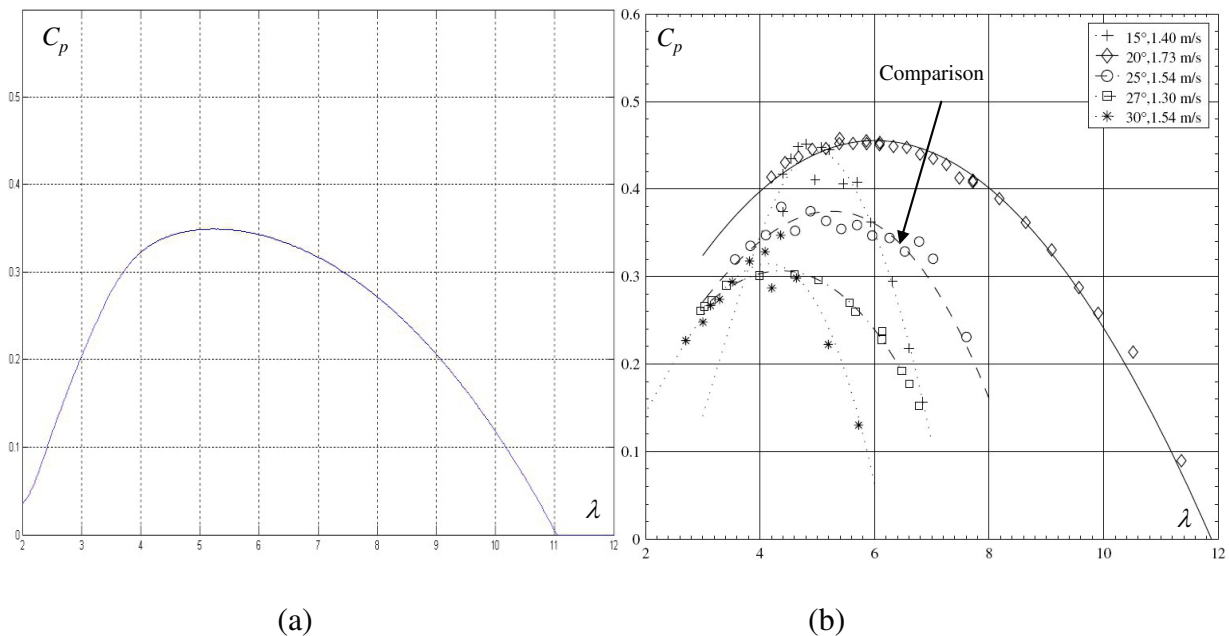 C_p
0.5
0.4
0.3
0.2
0.1
0
2 3 4 5 6 7 8 9 10 11 12
λ
(a)
0.6
C_p
0.5
0.4
0.3
0.2
0.1
0
2 4 6 8 10 12
λ
Comparison
15°,1.40 m/s
20°,1.73 m/s
25°,1.54 m/s
27°,1.30 m/s
30°,1.54 m/s
(b)